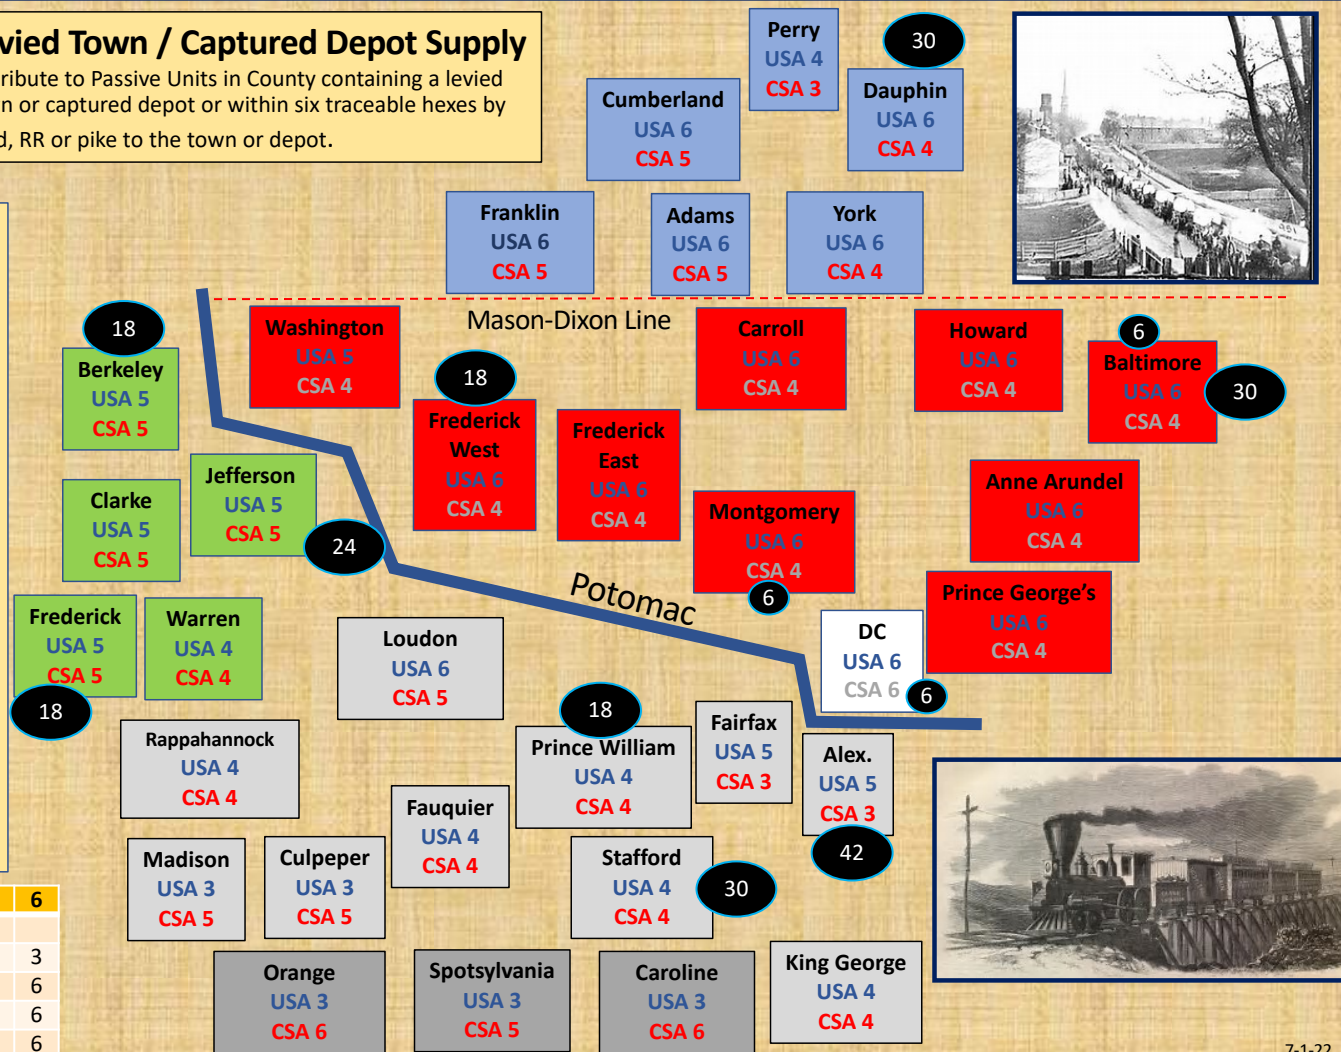 vied Town / Captured Depot Supply
ribute to Passive Units in County containing a levied
n or captured depot or within six traceable hexes by
d, RR or pike to the town or depot.
Perry
USA 4
CSA 3
30
Dauphin
USA 6
CSA 4
Cumberland
USA 6
CSA 5
Franklin
USA 6
CSA 5
Adams
USA 6
CSA 5
York
USA 6
CSA 4
Mason-Dixon Line
18
Berkeley
USA 5
CSA 5
Washington
USA 5
CSA 4
18
Frederick
West
USA 6
CSA 4
Frederick
East
USA 6
CSA 4
Carroll
USA 6
CSA 4
Howard
USA 6
CSA 4
6
Baltimore
USA 6
CSA 4
30
Jefferson
USA 5
CSA 5
24
Clarke
USA 5
CSA 5
Montgomery
USA 6
CSA 4
6
Anne Arundel
USA 6
CSA 4
Potomac
Prince George's
USA 6
CSA 4
DC
USA 6
CSA 6
6
Frederick
USA 5
CSA 5
18
Warren
USA 4
CSA 4
Loudon
USA 6
CSA 5
18
Prince William
USA 4
CSA 4
Fairfax
USA 5
CSA 3
Alex.
USA 5
CSA 3
42
Rappahannock
USA 4
CSA 4
Fauquier
USA 4
CSA 4
Madison
USA 3
CSA 5
Culpeper
USA 3
CSA 5
Stafford
USA 4
CSA 4
30
Orange
USA 3
CSA 6
Spotsylvania
USA 3
CSA 5
Caroline
USA 3
CSA 6
King George
USA 4
CSA 4
6
3
6
6
6
7-1-22